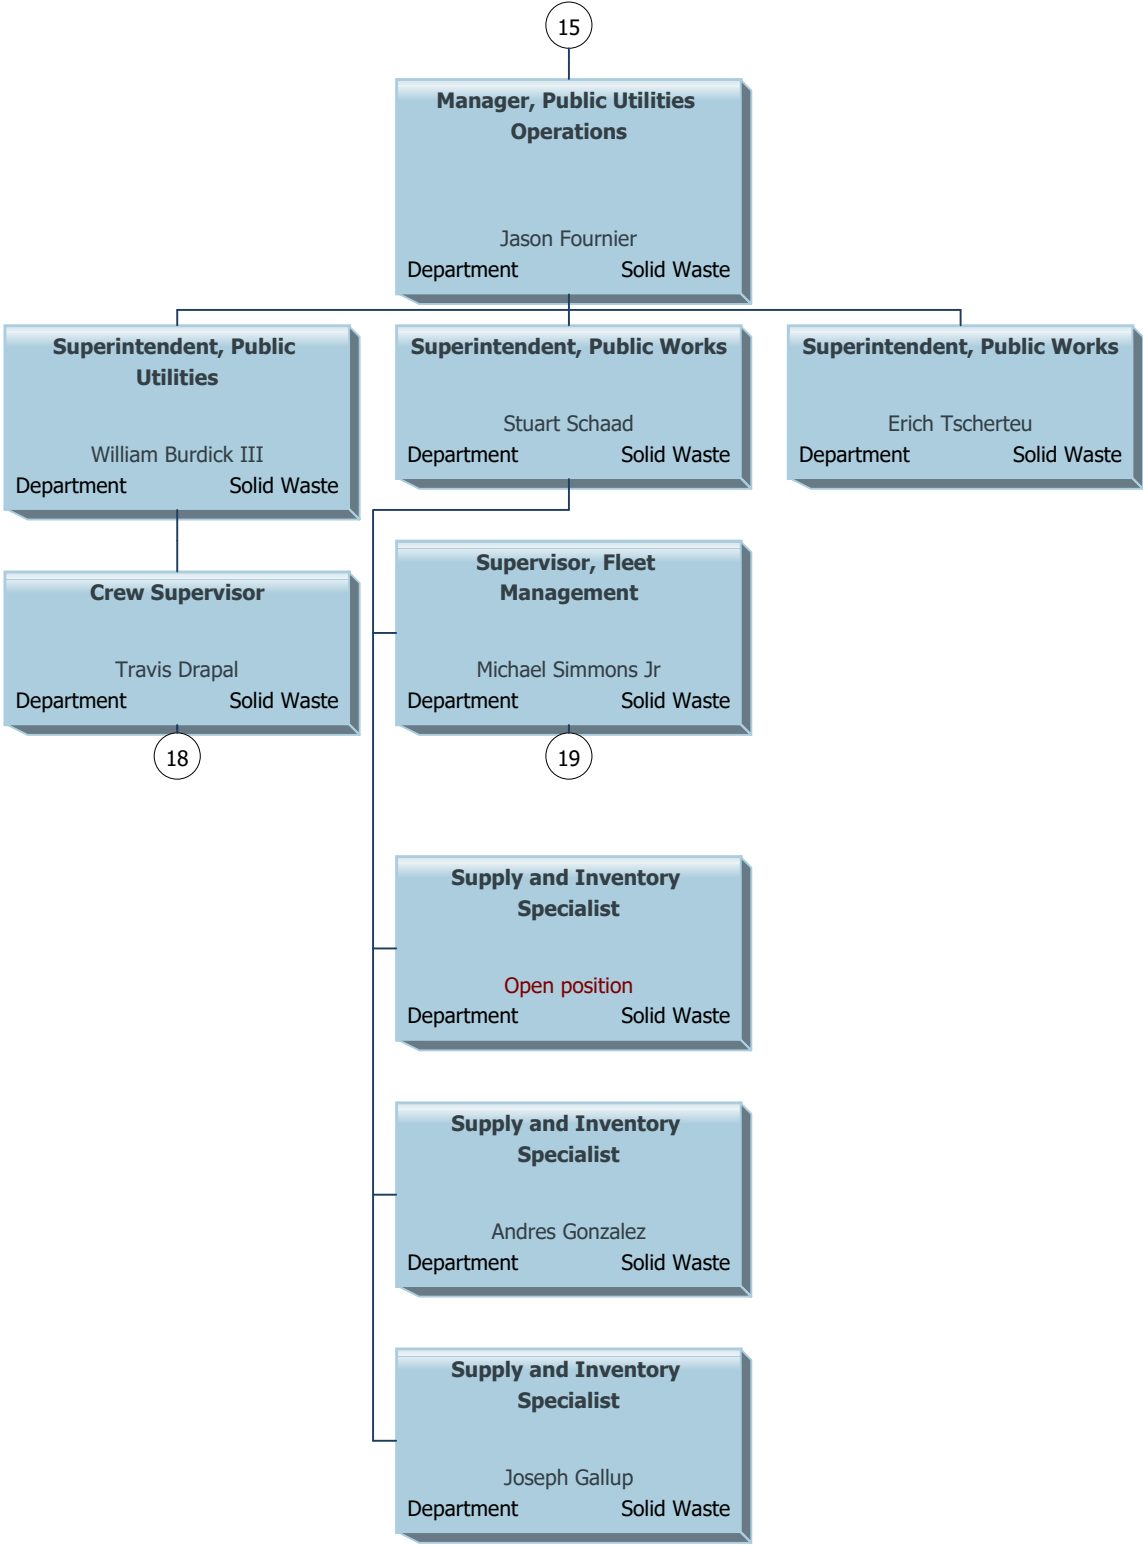 15
Manager, Public Utilities
Operations
Jason Fournier
Department Solid Waste
Superintendent, Public
Utilities
William Burdick III
Department Solid Waste
Superintendent, Public Works
Stuart Schaad
Department Solid Waste
Superintendent, Public Works
Erich Tscherteu
Department Solid Waste
Crew Supervisor
Travis Drapal
Department Solid Waste
18
Supervisor, Fleet
Management
Michael Simmons Jr
Department Solid Waste
19
Supply and Inventory
Specialist
Open position
Department Solid Waste
Supply and Inventory
Specialist
Andres Gonzalez
Department Solid Waste
Supply and Inventory
Specialist
Joseph Gallup
Department Solid Waste